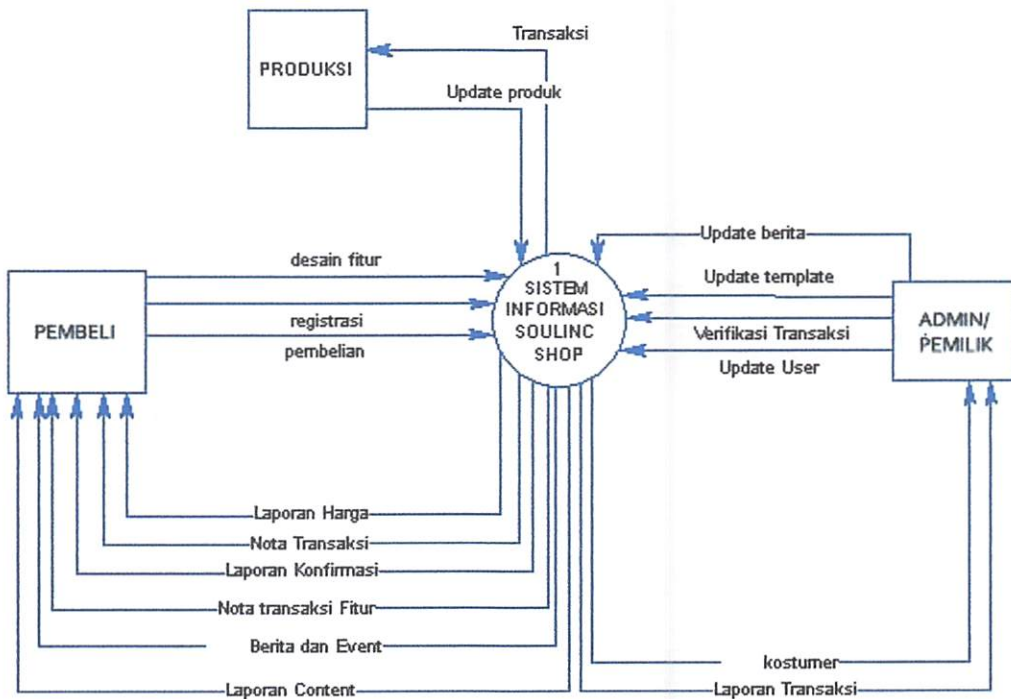 Transaksi
PRODUKSI
Update produk
Update berita
desain fitur
1
SISTEM
INFORMASI
SOULINC
SHOP
Update template
PEMBELI
registrasi
pembelian
Verifikasi Transaksi
Update User
ADMIN/
PEMILIK
Laporan Harga
Nota Transaksi
Laporan Konfirmasi
Nota transaksi Fitur
Berita dan Event
Laporan Content
kostumer
Laporan Transaksi